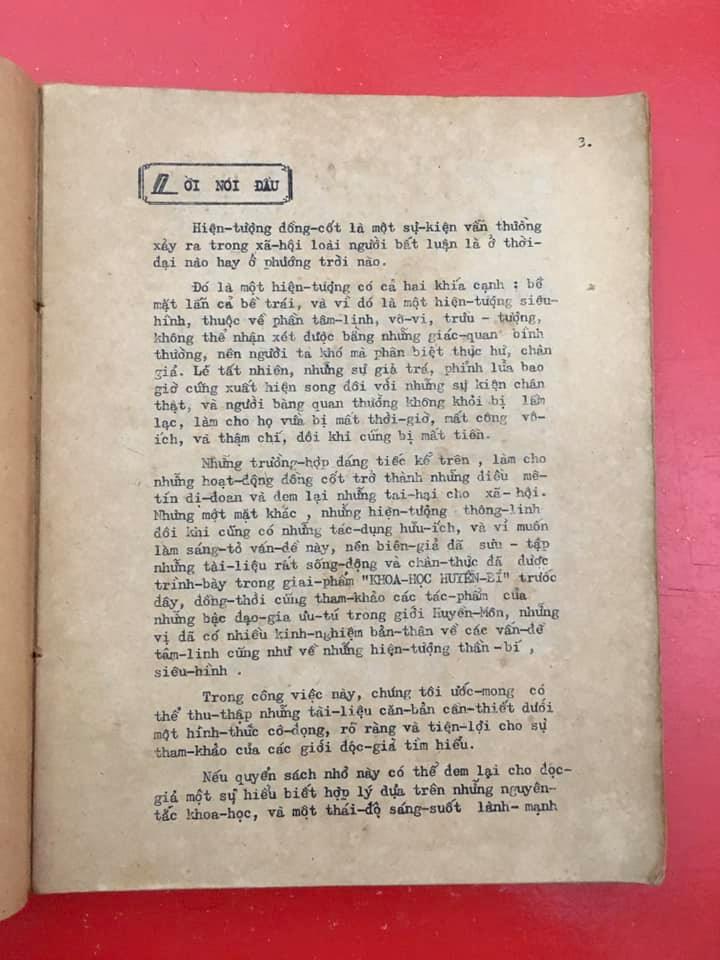 3.
LỜI NÓI ĐẦU
Hiện-tượng đồng-cốt là một sự-kiện vẫn thường
xảy ra trong xã-hội loài người bất luận là ở thời-
đại nào hay ở phương trời nào.
Đó là một hiện-tượng có cả hai khía cạnh : bề
mặt lẫn cả bề trái, và vì đó là một hiện-tượng siêu-
hình, thuộc về phần tâm-linh, vô-vi, trừu - tượng,
không thể nhận xét được bằng những giác-quan bình
thường, nên người ta khó mà phân biệt thực hư, chân
giả. Lẽ tất nhiên, những sự giả trá, phỉnh lừa bao
giờ cũng xuất hiện song đôi với những sự kiện chân
thật, và người bàng quan thường không khỏi bị lầm
lạc, làm cho họ vừa bị mất thời-giờ, mất công vô-
ích, và thậm chí, đôi khi cũng bị mất tiền.
Những trường-hợp đáng tiếc kể trên , làm cho
những hoạt-động đồng cốt trở thành những điều mê-
tín dị-đoan và đem lại những tai-hại cho xã-hội.
Nhưng một mặt khác , những hiện-tượng thông-linh
đôi khi cũng có những tác-dụng hữu-ích, và vì muốn
làm sáng-tỏ vấn-đề này, nên biên-giả đã sưu - tập
những tài-liệu rất sống-động và chân-thực đã được
trình-bày trong giai-phẩm "KHOA-HỌC HUYỀN-BÍ" trước
đây, đồng-thời cũng tham-khảo các tác-phẩm của
những bậc đạo-gia ưu-tú trong giới Huyền-Môn, những
vị đã có nhiều kinh-nghiệm bản-thân về các vấn-đề
tâm-linh cũng như về những hiện-tượng thần-bí ,
siêu-hình .
Trong công việc này, chúng tôi ước-mong có
thể thu-thập những tài-liệu căn-bản cần-thiết dưới
một hình-thức cô-đọng, rõ ràng và tiện-lợi cho sự
tham-khảo của các giới độc-giả tìm hiểu.
Nếu quyển sách nhỏ này có thể đem lại cho độc-
giả một sự hiểu biết hợp lý dựa trên những nguyên-
tắc khoa-học, và một thái-độ sáng-suốt lành-mạnh